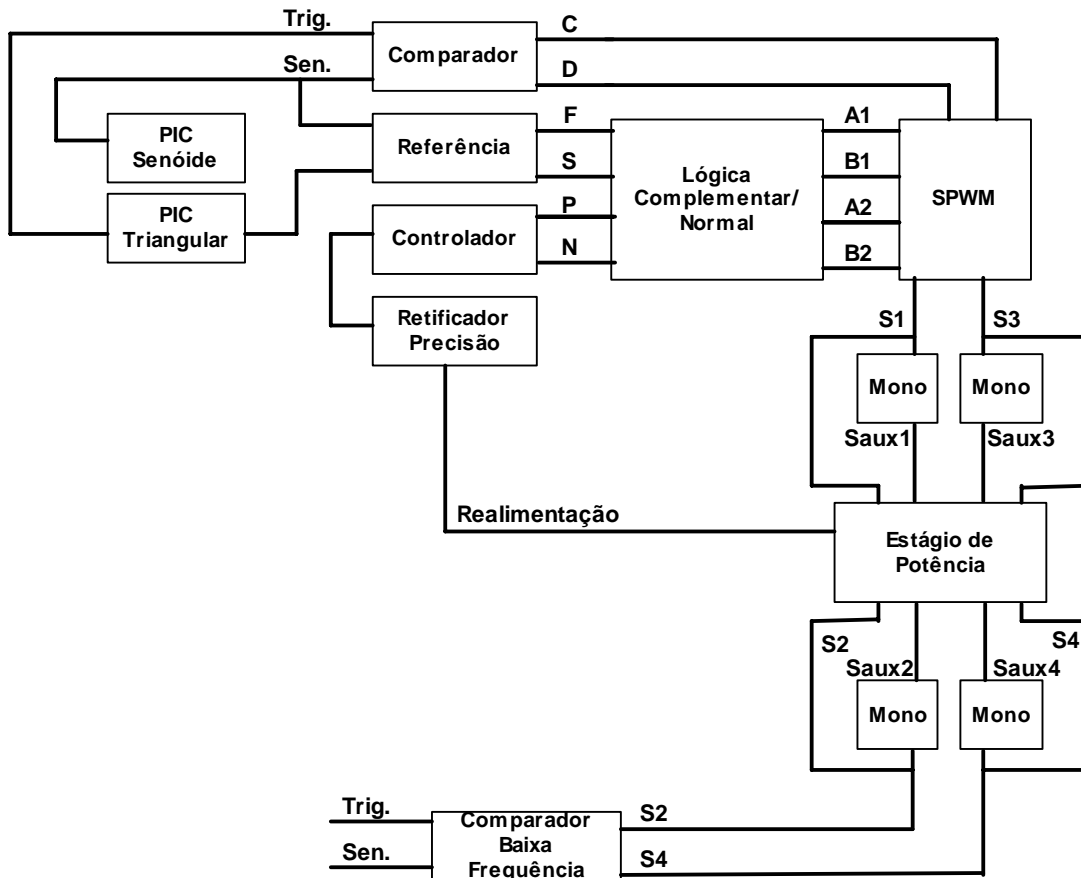 Trig.
C
Comparador
Sen.
D
PIC
Senóide
F
A1
Referência
S
B1
Lógica
Complementar/
Normal
SPWM
PIC
Triangular
P
A2
Controlador
N
B2
Retificador
Precisão
S1
S3
Mono
Mono
Saux1
Saux3
Realimentação
Estágio de
Potência
S2
S4
Saux2
Saux4
Mono
Mono
Trig.
S2
Comparador
Baixa
Frequência
Sen.
S4